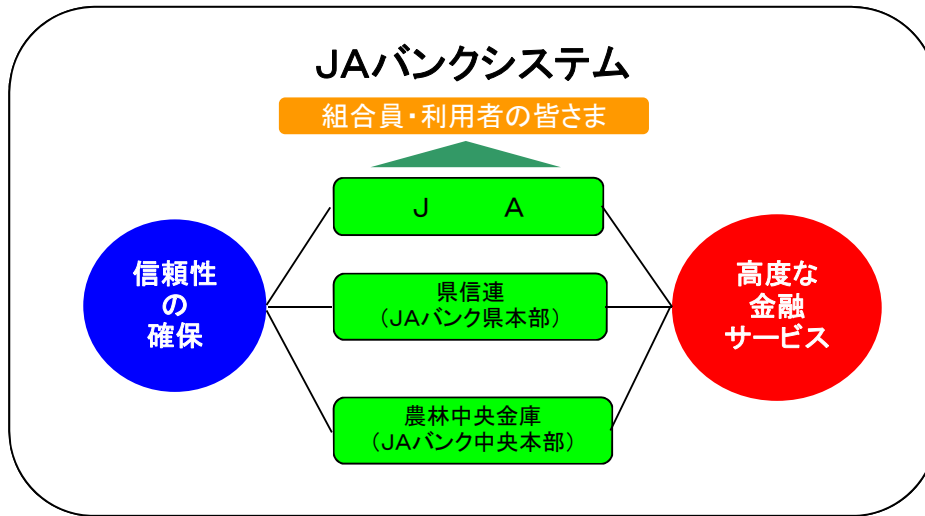 JAバンクシステム
組合員・利用者の皆さま
J A
信頼性
の
確保
県信連
(JAバンク県本部)
高度な
金融
サービス
農林中央金庫
(JAバンク中央本部)